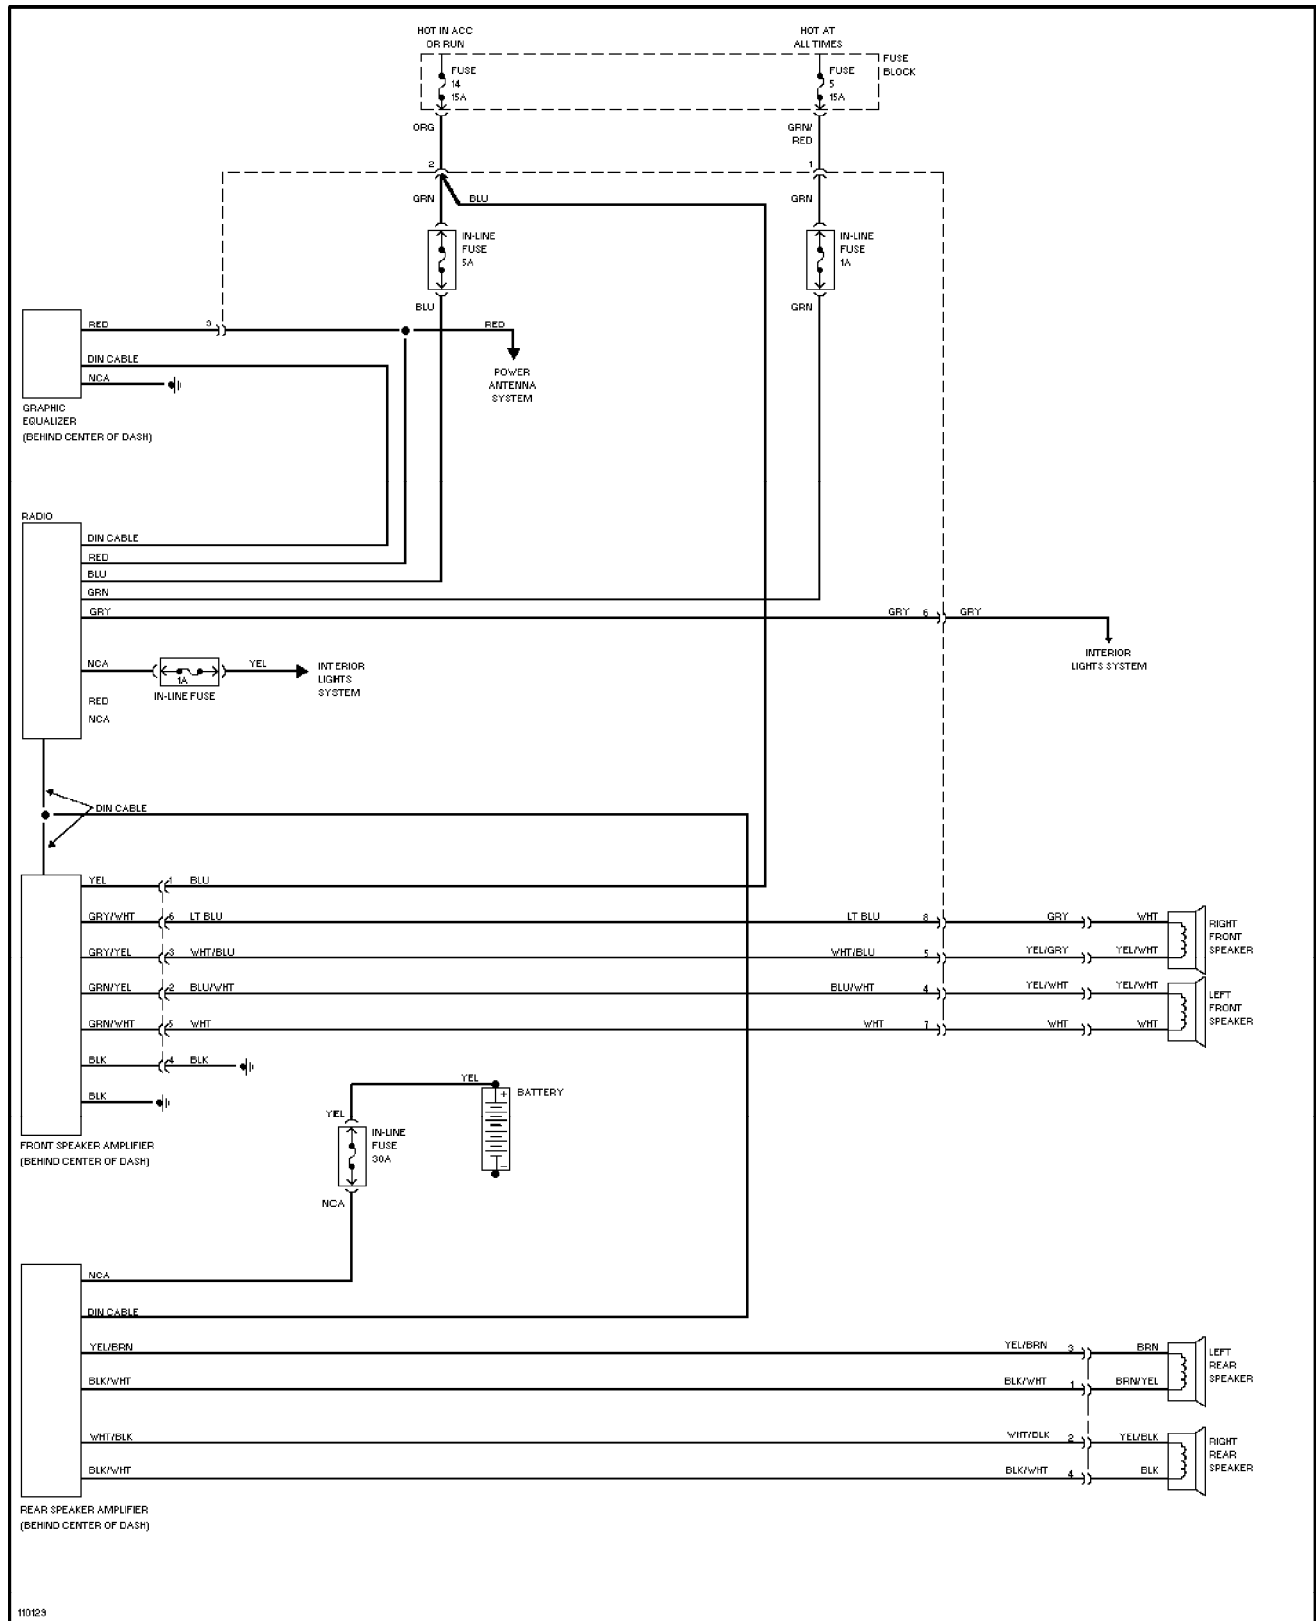 HOT IN ACC
OR RUN
HOT AT
ALL TIMES
FUSE
14
15A
FUSE
5
15A
FUSE
BLOCK
ORG
GRN/
RED
2
1
GRN
BLU
GRN
IN-LINE
FUSE
5A
IN-LINE
FUSE
1A
BLU
GRN
RED
3
RED
DIN CABLE
NCA
POWER
ANTENNA
SYSTEM
GRAPHIC
EQUALIZER
(BEHIND CENTER OF DASH)
RADIO
DIN CABLE
RED
BLU
GRN
GRY
GRY
6
GRY
INTERIOR
LIGHTS SYSTEM
NCA
1A
IN-LINE FUSE
YEL
INTERIOR
LIGHTS
SYSTEM
RED
NCA
DIN CABLE
YEL 1 BLU
GRY/WHT 6 LT BLU LT BLU 8 GRY WHT
GRY/YEL 3 WHT/BLU WHT/BLU 5 YEL/GRY YEL/WHT
RIGHT
FRONT
SPEAKER
GRN/YEL 2 BLU/WHT BLU/WHT 4 YEL/WHT YEL/WHT
GRN/WHT 5 WHT WHT 7 WHT WHT
LEFT
FRONT
SPEAKER
BLK 4 BLK
BLK
FRONT SPEAKER AMPLIFIER
(BEHIND CENTER OF DASH)
YEL
+
BATTERY
-
YEL
IN-LINE
FUSE
30A
NCA
NCA
DIN CABLE
YEL/BRN YEL/BRN 3 BRN
BLK/WHT BLK/WHT 1 BRN/YEL
LEFT
REAR
SPEAKER
WHT/BLK WHT/BLK 2 YEL/BLK
BLK/WHT BLK/WHT 4 BLK
RIGHT
REAR
SPEAKER
REAR SPEAKER AMPLIFIER
(BEHIND CENTER OF DASH)
110129